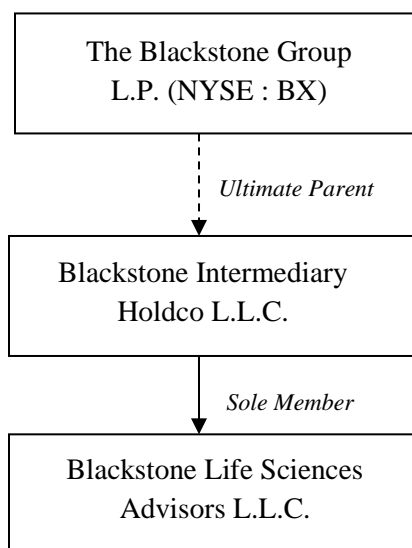 The Blackstone Group
L.P. (NYSE : BX)
Ultimate Parent
Blackstone Intermediary
Holdco L.L.C.
Sole Member
Blackstone Life Sciences
Advisors L.L.C.